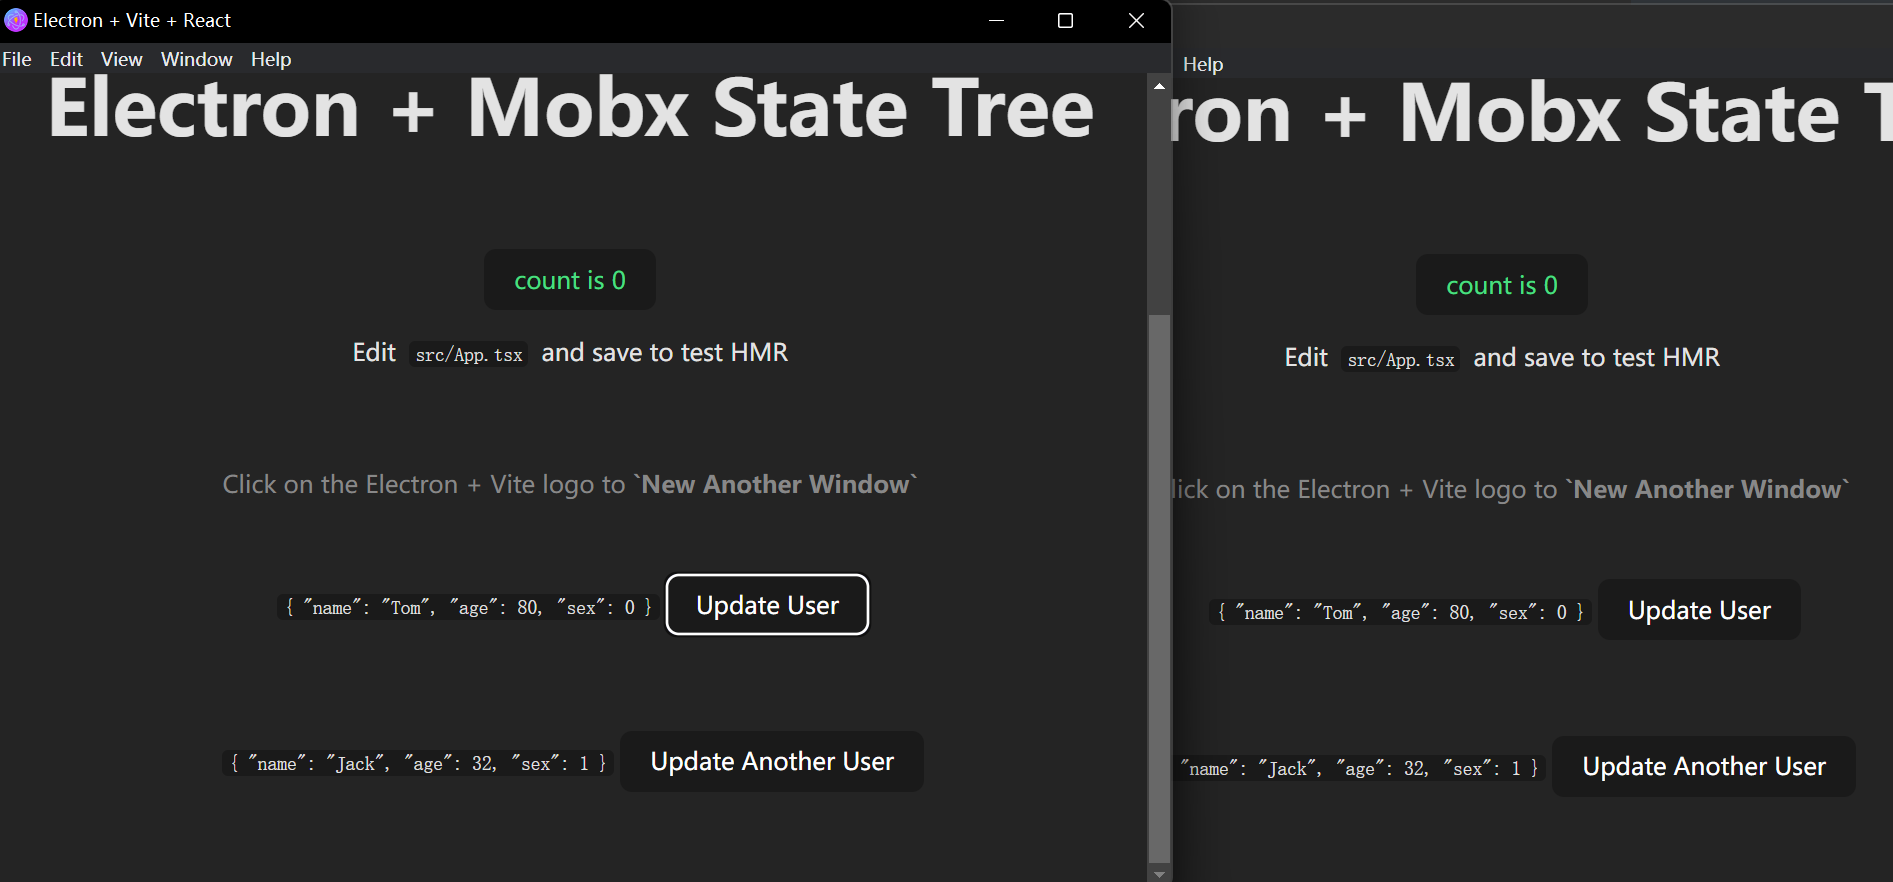 Electron + Vite + React
File Edit View Window Help
Electron + Mobx State Tree
count is 0
Edit src/App.tsx and save to test HMR
Click on the Electron + Vite logo to `New Another Window`
{ "name": "Tom", "age": 80, "sex": 0 } Update User
{ "name": "Jack", "age": 32, "sex": 1 } Update Another User
Help
ron + Mobx State T
count is 0
Edit src/App.tsx and save to test HMR
lick on the Electron + Vite logo to `New Another Window`
{ "name": "Tom", "age": 80, "sex": 0 } Update User
"name": "Jack", "age": 32, "sex": 1 } Update Another User